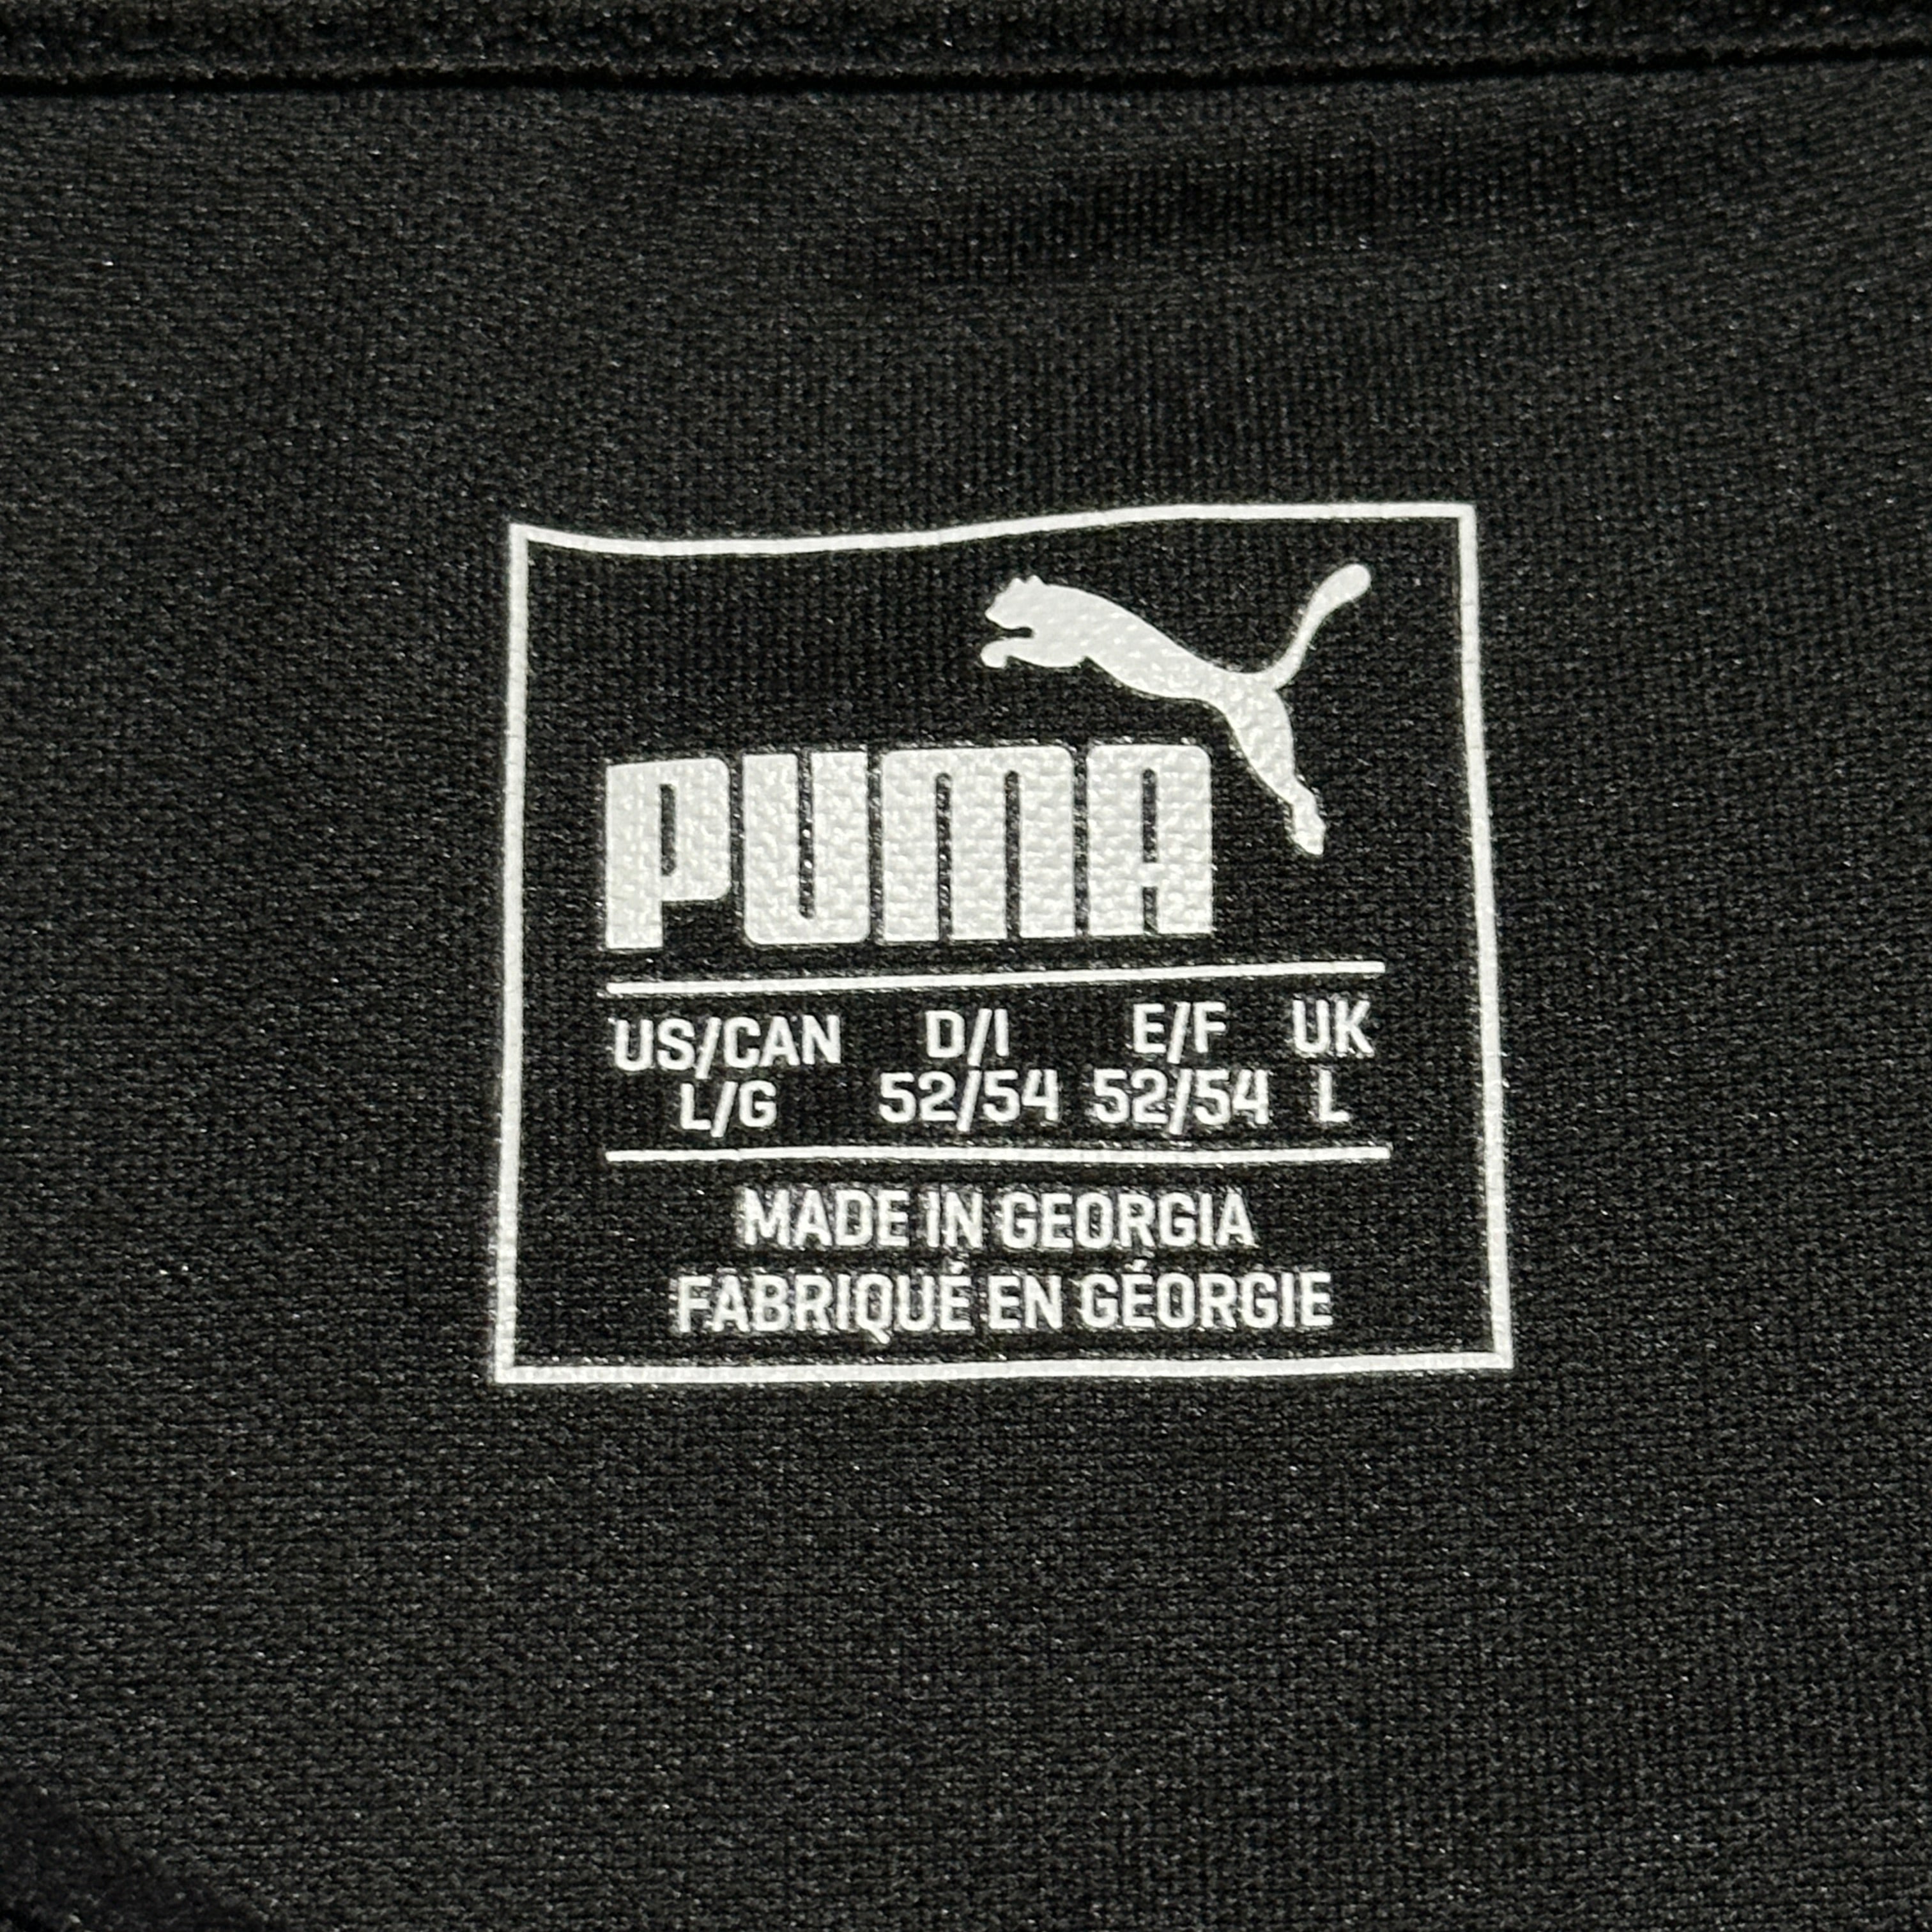 PUMA
US/CAN D/I E/F UK
L/G 52/54 52/54 L
MADE IN GEORGIA
FABRIQUÉ EN GÉORGIE